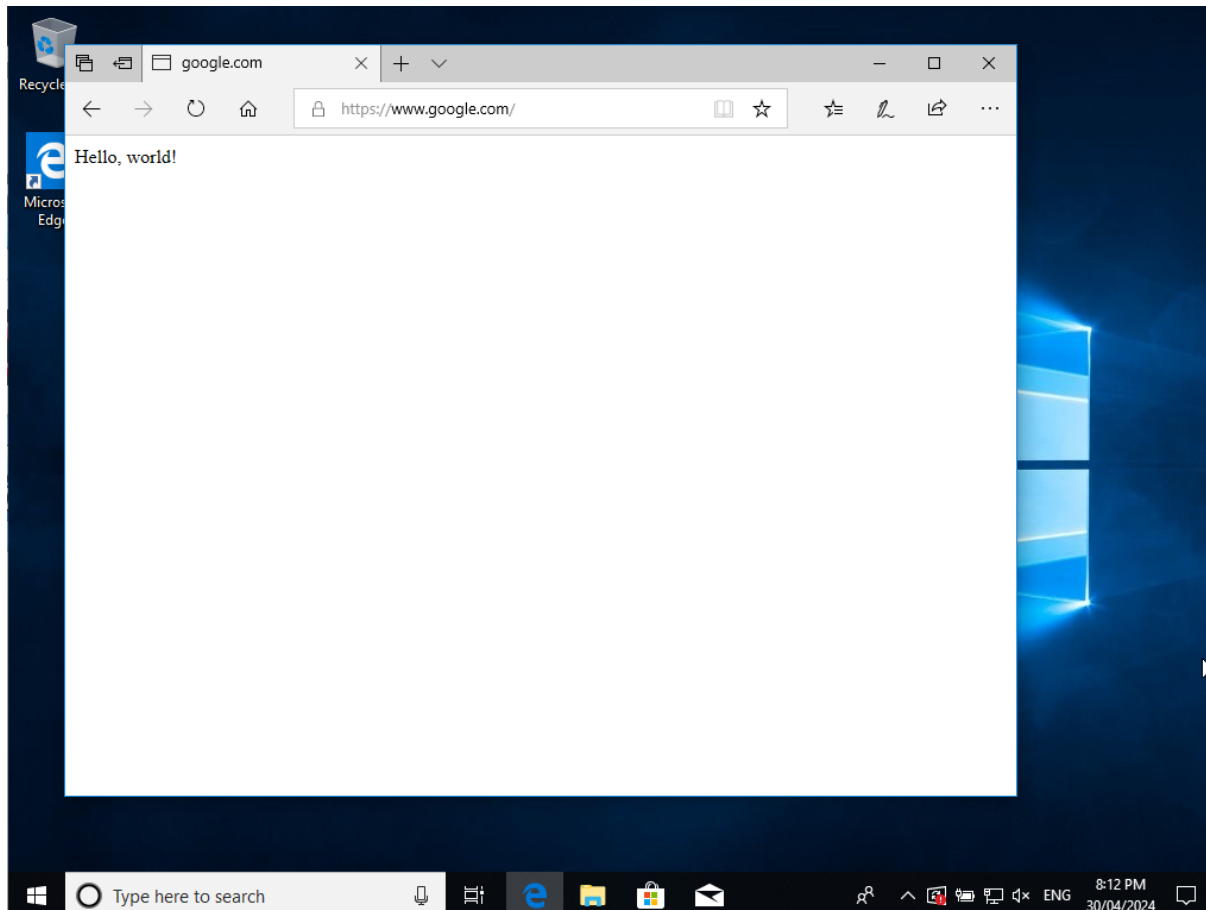 google.com
Recycle
https://www.google.com/
Hello, world!
Micros
Edge
Type here to search
ENG
8:12 PM
30/04/2024